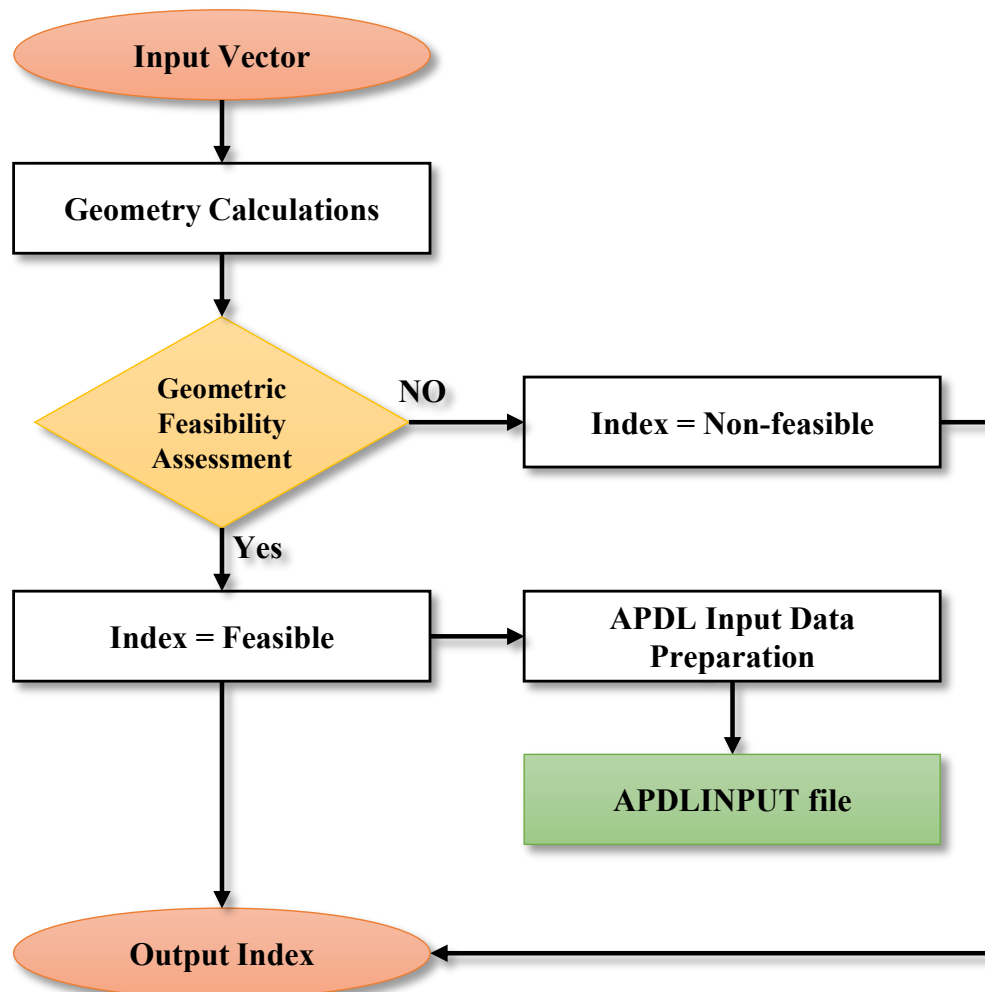 Input Vector
Geometry Calculations
Geometric
Feasibility
Assessment
NO
Index = Non-feasible
Yes
Index = Feasible
APDL Input Data
Preparation
APDLINPUT file
Output Index